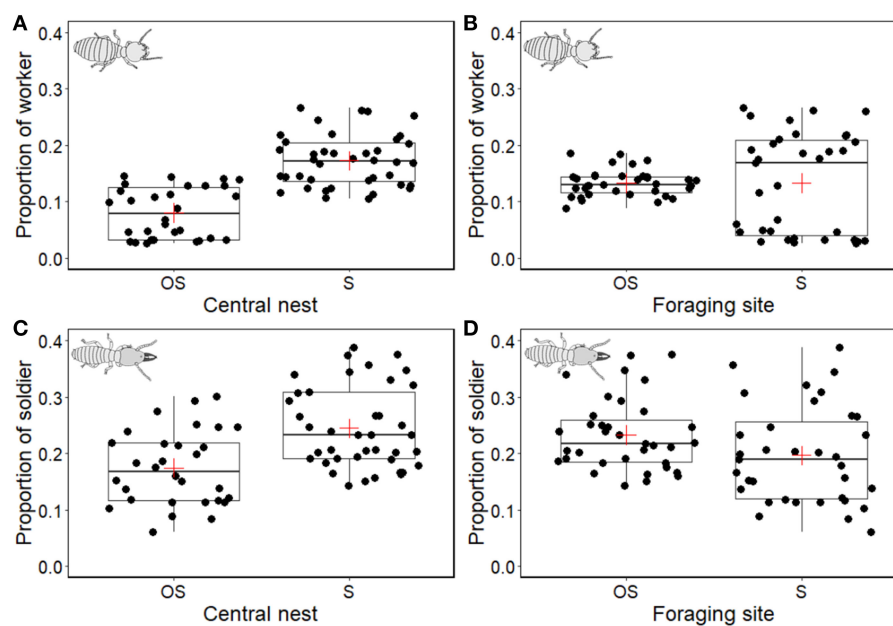 A
B
Proportion of worker
0.4
0.3
0.2
0.1
0.0
OS
S
Central nest
Proportion of worker
0.4
0.3
0.2
0.1
0.0
OS
S
Foraging site
C
D
Proportion of soldier
0.4
0.3
0.2
0.1
0.0
OS
S
Central nest
Proportion of soldier
0.4
0.3
0.2
0.1
0.0
OS
S
Foraging site